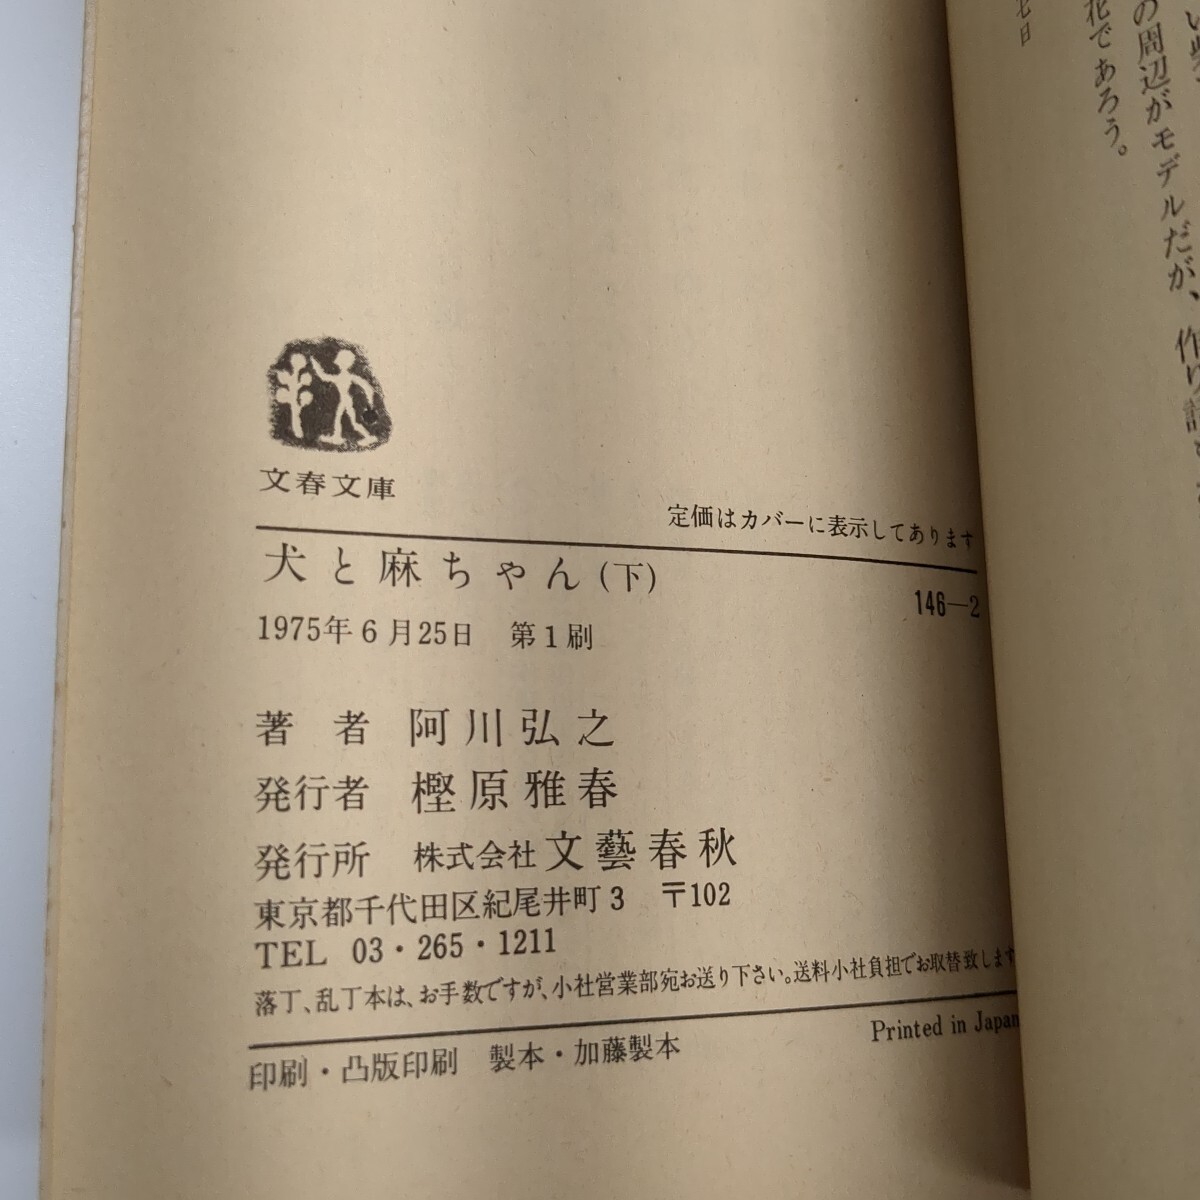 七日
花であろう。
の周辺がモデルだが、作り話
文春文庫
定価はカバーに表示してあります
犬と麻ちゃん(下)
146—2
1975年6月25日 第1刷
著 者 阿川弘之
発行者 樫原雅春
発行所 株式会社 文藝春秋
東京都千代田区紀尾井町3 〒102
TEL 03・265・1211
落丁、乱丁本は、お手数ですが、小社営業部宛お送り下さい。送料小社負担でお取替致します
Printed in Japan
印刷・凸版印刷 製本・加藤製本